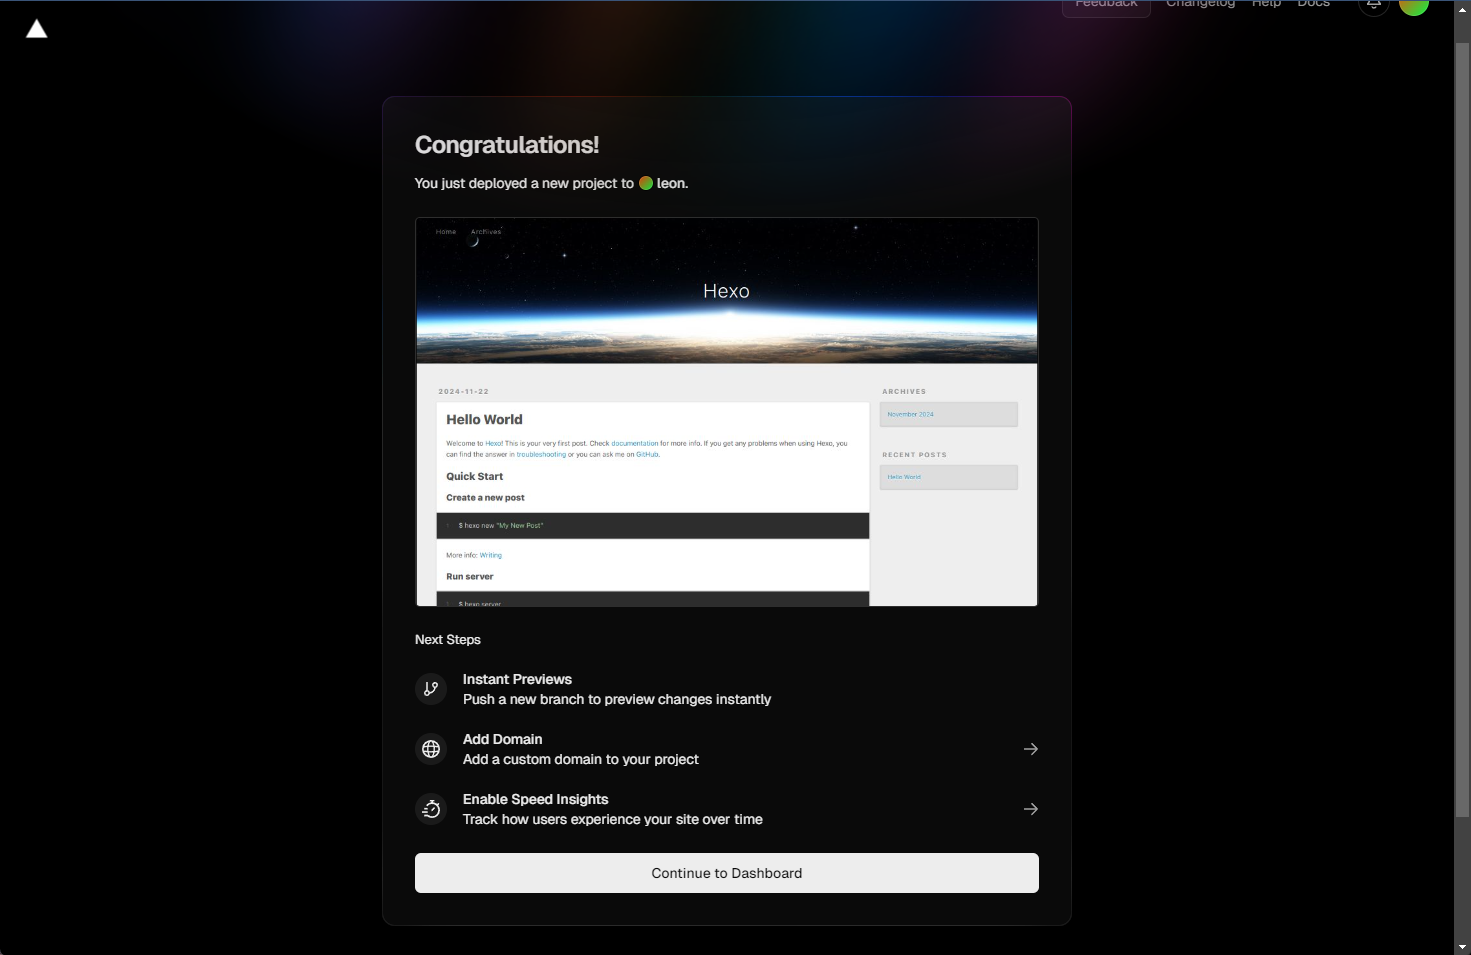 Feedback Changelog Help Docs
Congratulations!
You just deployed a new project to leon.
Home Archives
Hexo
2024-11-22
Hello World
Welcome to Hexo! This is your very first post. Check documentation for more info. If you get any problems when using Hexo, you
can find the answer in troubleshooting or you can ask me on GitHub.
Quick Start
Create a new post
$ hexo new "My New Post"
More info: Writing
Run server
$ hexo server
ARCHIVES
November 2024
RECENT POSTS
Hello World
Next Steps
Instant Previews
Push a new branch to preview changes instantly
Add Domain
Add a custom domain to your project
Enable Speed Insights
Track how users experience your site over time
Continue to Dashboard